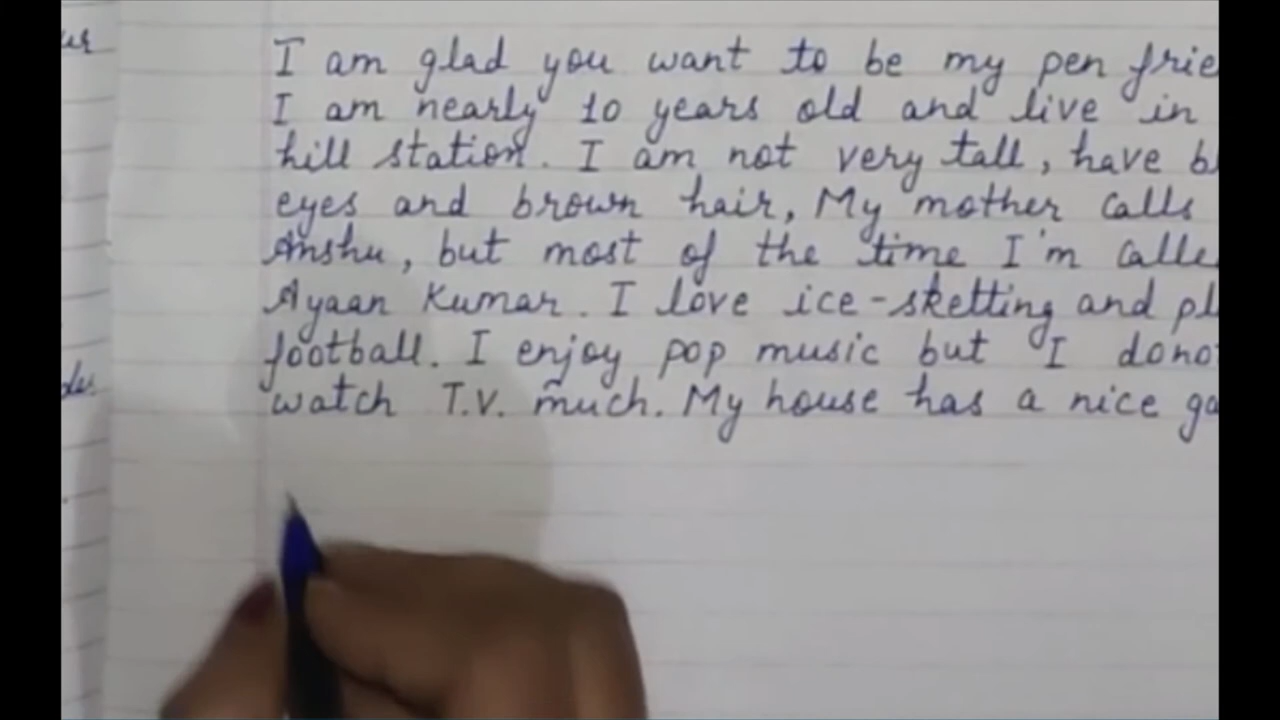 ur
I am glad you want to be my pen frie
I am nearly 10 years old and live in
hill station. I am not very tall, have bl
eyes and brown hair, My mother calls
Anshu, but most of the time I'm calle
Ayaan Kumar. I love ice-sketting and pl
football. I enjoy pop music but I dono
watch T.V. much. My house has a nice ga